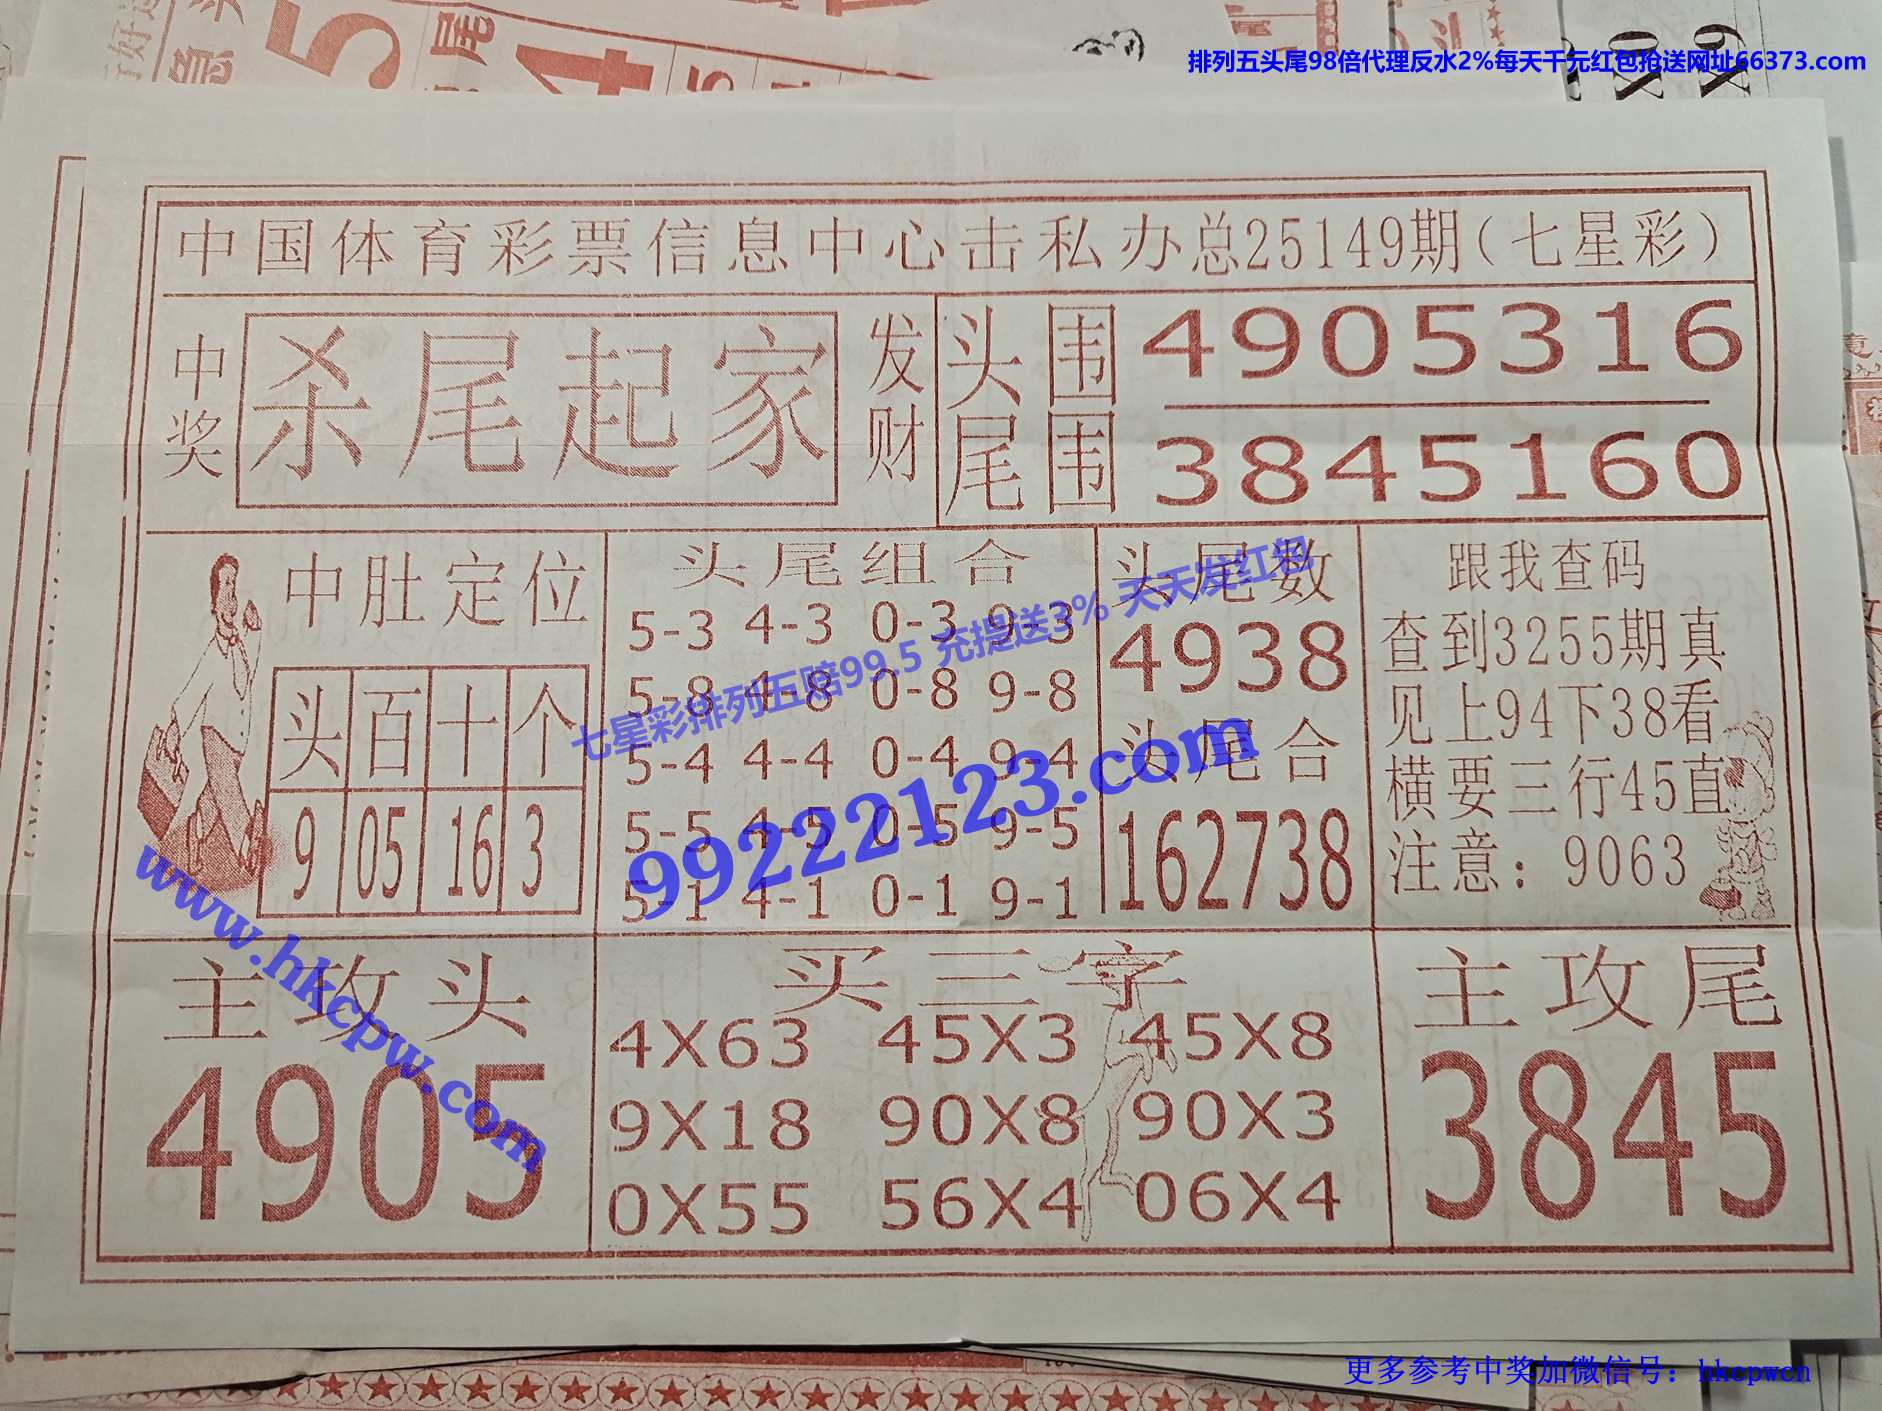 排列五头尾98倍代理反水2%每天千元红包抢送网址66373.com
中国体育彩票信息中心击私办总25149期(七星彩)
中奖
杀尾起家
发财
头 围 4905316
尾 围 3845160
中肚定位
头 百 十 个
9 05 16 3
头尾组合
5-3 4-3 0-3 9-3
5-8 4-8 0-8 9-8
5-4 4-4 0-4 9-4
5-5 4-5 0-5 9-5
5-1 4-1 0-1 9-1
头尾数
4938
头尾合
162738
跟我查码
查到3255期真
见上94下38看
横要三行45直
注意:9063
七星彩排列五赔99.5 充提送3% 天天发红包
99222123.com
www.hkcpw.com
主攻头
4905
买三字
4X63 45X3 45X8
9X18 90X8 90X3
0X55 56X4 06X4
主攻尾
3845
更多参考中奖加微信号:hkcpwcn